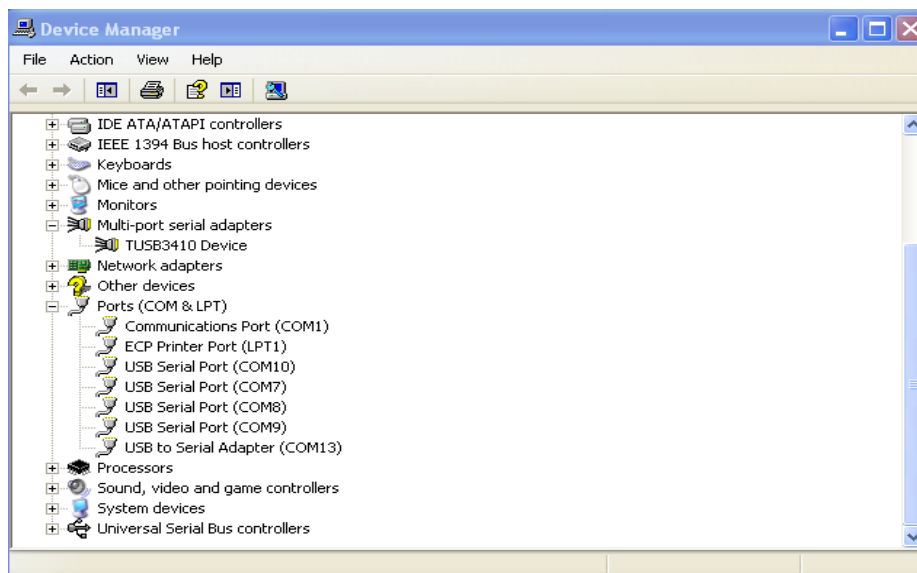 Device Manager
File Action View Help
IDE ATA/ATAPI controllers
IEEE 1394 Bus host controllers
Keyboards
Mice and other pointing devices
Monitors
Multi-port serial adapters
TUSB3410 Device
Network adapters
Other devices
Ports (COM & LPT)
Communications Port (COM1)
ECP Printer Port (LPT1)
USB Serial Port (COM10)
USB Serial Port (COM7)
USB Serial Port (COM8)
USB Serial Port (COM9)
USB to Serial Adapter (COM13)
Processors
Sound, video and game controllers
System devices
Universal Serial Bus controllers